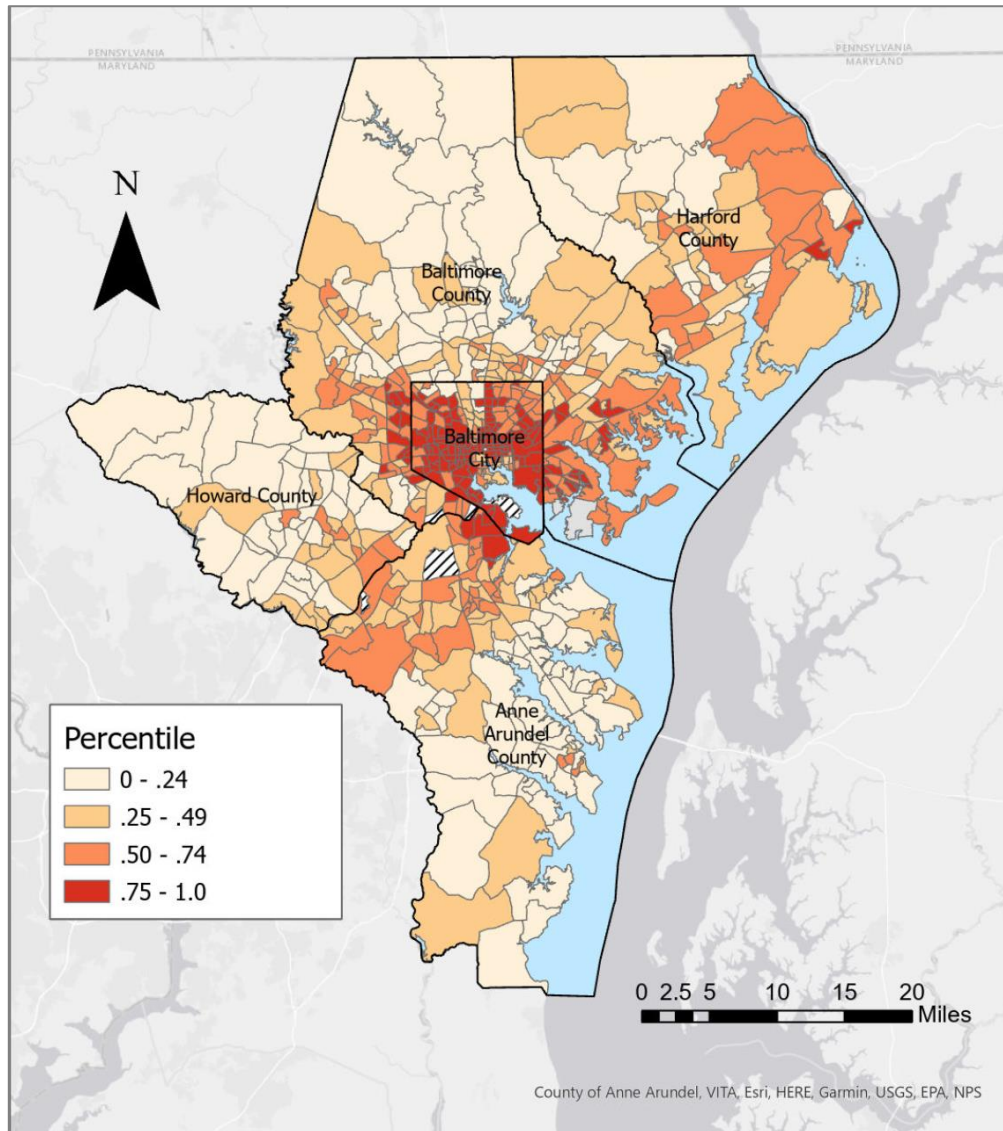 PENNSYLVANIA
MARYLAND
PENNSYLVANIA
MARYLAND
N
Harford
County
Baltimore
County
Baltimore
City
Howard County
Anne
Arundel
County
Percentile
0 - .24
.25 - .49
.50 - .74
.75 - 1.0
0 2.5 5 10 15 20
Miles
County of Anne Arundel, VITA, Esri, HERE, Garmin, USGS, EPA, NPS